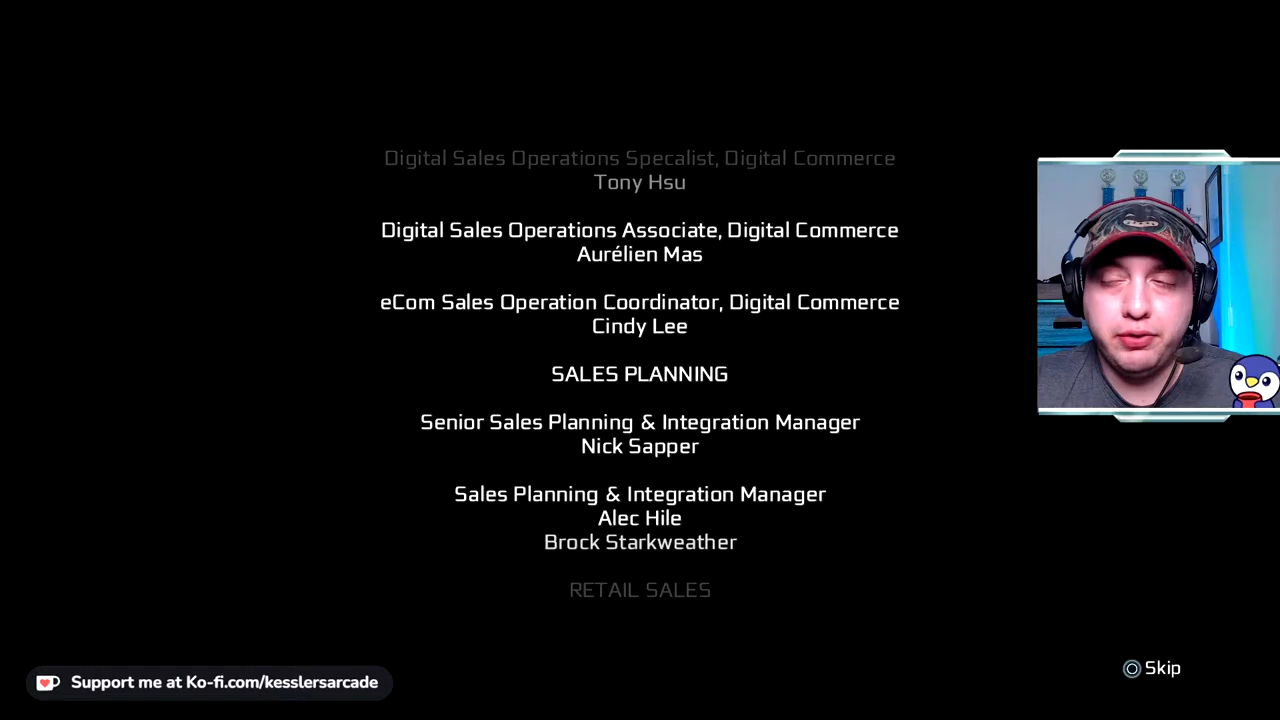 Digital Sales Operations Specalist, Digital Commerce
Tony Hsu
Digital Sales Operations Associate, Digital Commerce
Aurélien Mas
eCom Sales Operation Coordinator, Digital Commerce
Cindy Lee
SALES PLANNING
Senior Sales Planning & Integration Manager
Nick Sapper
Sales Planning & Integration Manager
Alec Hile
Brock Starkweather
RETAIL SALES
Skip
Support me at Ko-fi.com/kesslersarcade